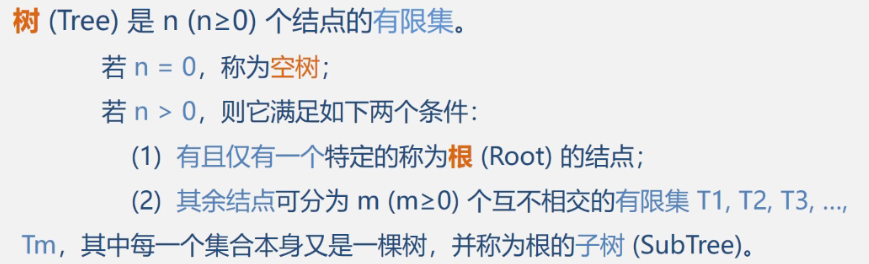 树 (Tree) 是 n (n≥0) 个结点的有限集。
若 n = 0，称为空树；
若 n > 0，则它满足如下两个条件：
(1) 有且仅有一个特定的称为根 (Root) 的结点；
(2) 其余结点可分为 m (m≥0) 个互不相交的有限集 T1, T2, T3, …,
Tm，其中每一个集合本身又是一棵树，并称为根的子树 (SubTree)。